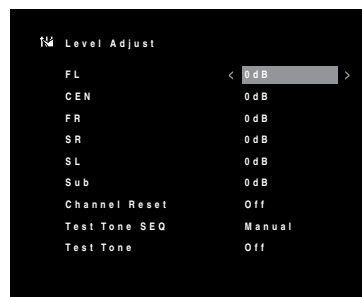 Level Adjust
FL < 0dB >
CEN 0dB
FR 0dB
SR 0dB
SL 0dB
Sub 0dB
Channel Reset Off
Test Tone SEQ Manual
Test Tone Off